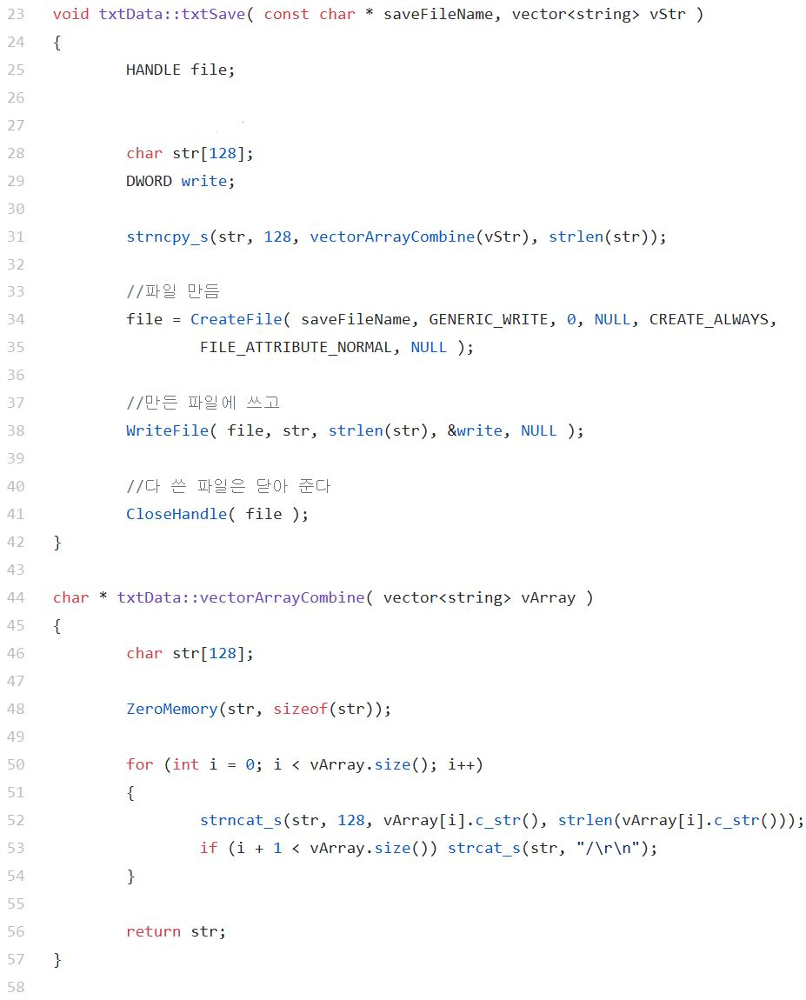 23 void txtData::txtSave( const char * saveFileName, vector<string> vStr )
24 {
25         HANDLE file;
26
27
28         char str[128];
29         DWORD write;
30
31         strncpy_s(str, 128, vectorArrayCombine(vStr), strlen(str));
32
33         //파일 만듬
34         file = CreateFile( saveFileName, GENERIC_WRITE, 0, NULL, CREATE_ALWAYS,
35                 FILE_ATTRIBUTE_NORMAL, NULL );
36
37         //만든 파일에 쓰고
38         WriteFile( file, str, strlen(str), &write, NULL );
39
40         //다 쓴 파일은 닫아 준다
41         CloseHandle( file );
42 }
43
44 char * txtData::vectorArrayCombine( vector<string> vArray )
45 {
46         char str[128];
47
48         ZeroMemory(str, sizeof(str));
49
50         for (int i = 0; i < vArray.size(); i++)
51         {
52                 strncat_s(str, 128, vArray[i].c_str(), strlen(vArray[i].c_str()));
53                 if (i + 1 < vArray.size()) strcat_s(str, "/\r\n");
54         }
55
56         return str;
57 }
58